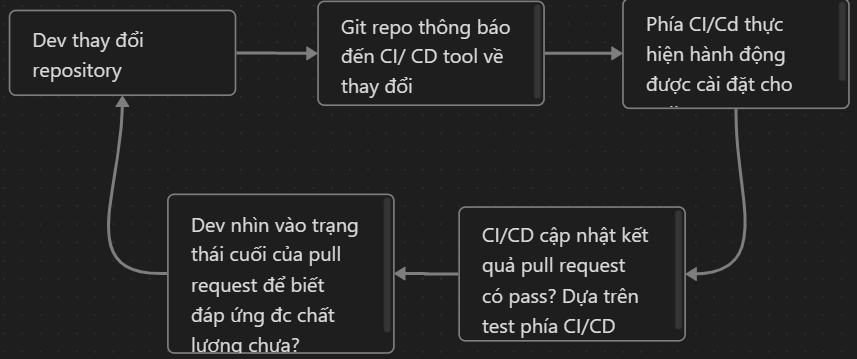 Dev thay đổi
repository
Git repo thông báo
đến CI/ CD tool về
thay đổi
Phía CI/Cd thực
hiện hành động
được cài đặt cho
Dev nhìn vào trạng
thái cuối của pull
request để biết
đáp ứng đc chất
lượng chưa?
CI/CD cập nhật kết
quả pull request
có pass? Dựa trên
test phía CI/CD